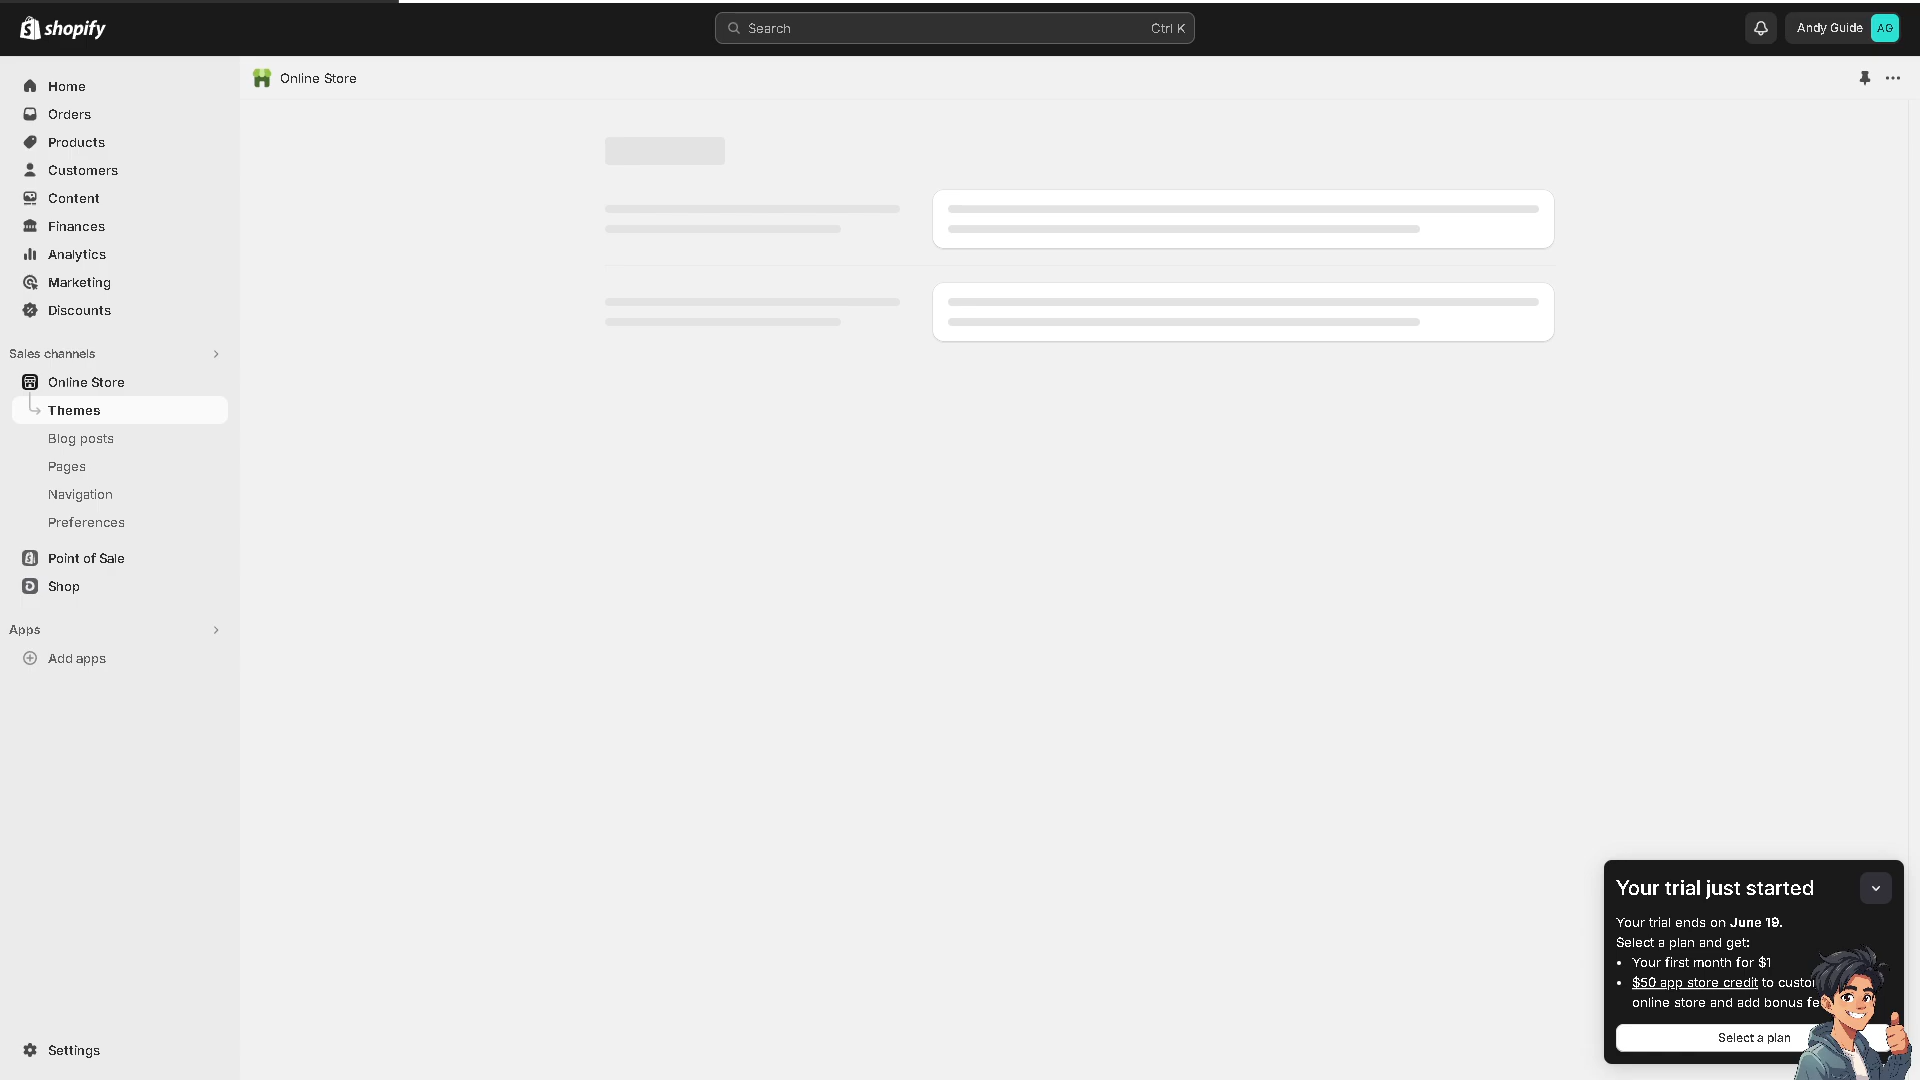 shopify
Search
Ctrl K
Andy Guide
AG
Home
Orders
Products
Customers
Content
Finances
Analytics
Marketing
Discounts
Sales channels
Online Store
Themes
Blog posts
Pages
Navigation
Preferences
Point of Sale
Shop
Apps
Add apps
Settings
Online Store
Your trial just started
Your trial ends on June 19.
Select a plan and get:
• Your first month for $1
• $50 app store credit to
online store and add bonus
Select a plan